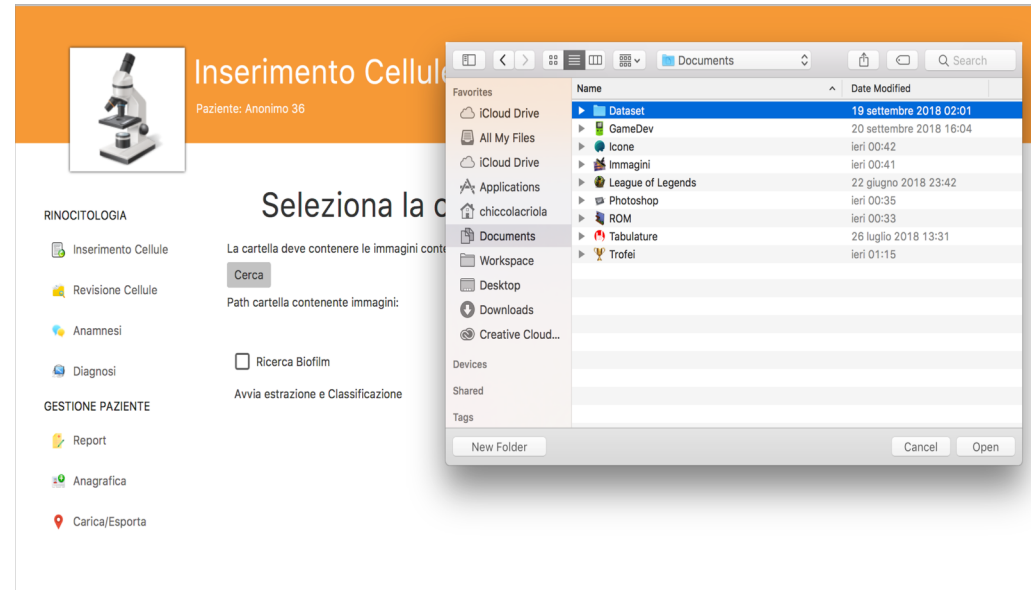 Inserimento Cellule
Paziente: Anonimo 36
RINOCITOLOGIA
Inserimento Cellule
Revisione Cellule
Anamnesi
Diagnosi
GESTIONE PAZIENTE
Report
Anagrafica
Carica/Esporta
Seleziona la c
La cartella deve contenere le immagini conte
Cerca
Path cartella contenente immagini:
Ricerca Biofilm
Avvia estrazione e Classificazione
Documents
Search
Favorites
iCloud Drive
All My Files
iCloud Drive
Applications
chiccolacriola
Documents
Workspace
Desktop
Downloads
Creative Cloud...
Devices
Shared
Tags
Name Date Modified
Dataset 19 settembre 2018 02:01
GameDev 20 settembre 2018 16:04
Icone ieri 00:42
Immagini ieri 00:41
League of Legends 22 giugno 2018 23:42
Photoshop ieri 00:35
ROM ieri 00:33
Tabulature 26 luglio 2018 13:31
Trofei ieri 01:15
New Folder Cancel Open